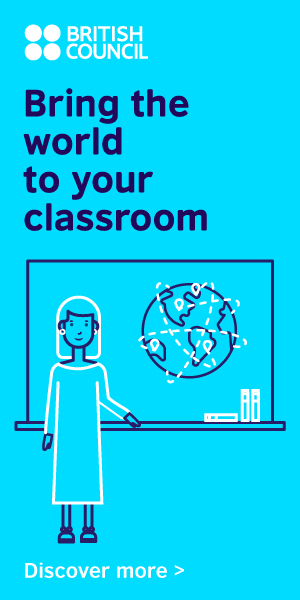 BRITISH
COUNCIL
Bring the
world
to your
classroom
Discover more >